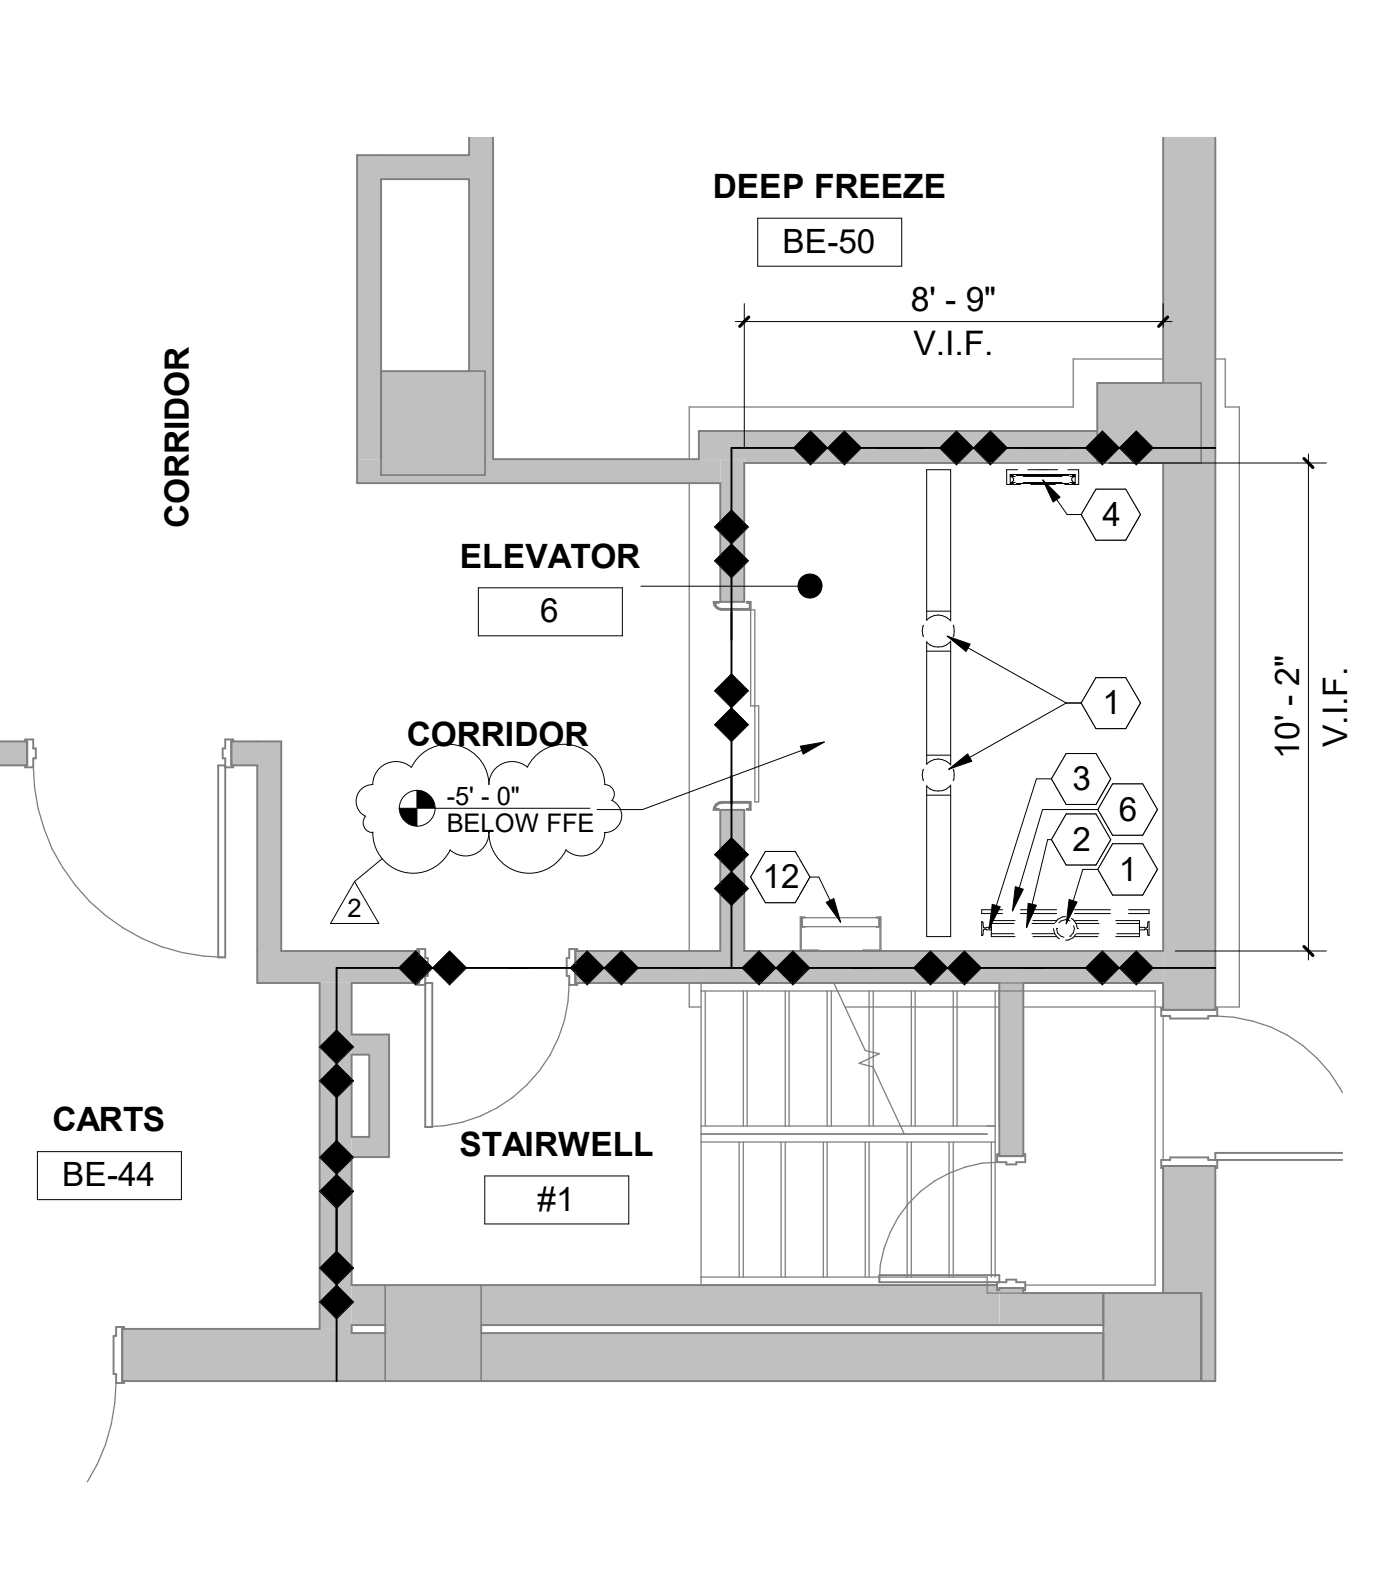 DEEP FREEZE
BE-50
8' - 9"
V.I.F.
CORRIDOR
4
ELEVATOR
6
1
10' - 2"
V.I.F.
CORRIDOR
-5' - 0"
BELOW FFE
2
3
6
2
1
12
CARTS
BE-44
STAIRWELL
#1